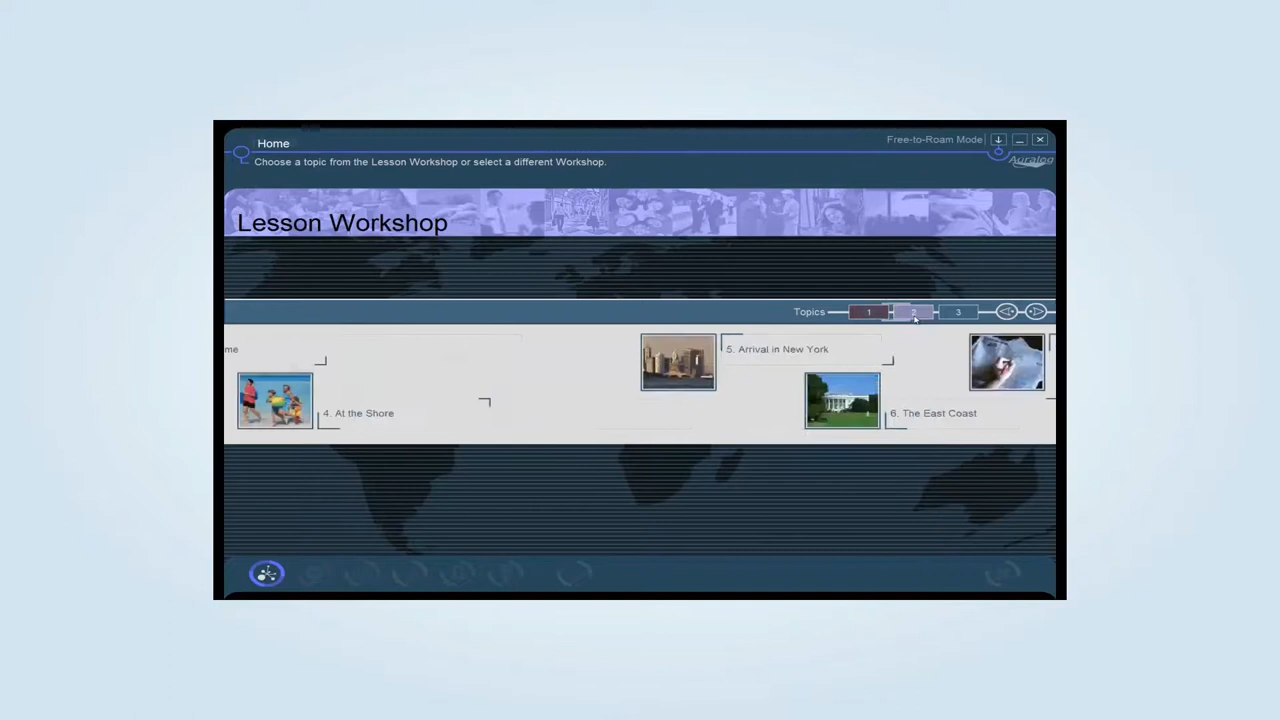 Home
Free-to-Roam Mode
Choose a topic from the Lesson Workshop or select a different Workshop.
Auralog
Lesson Workshop
Topics 1 2 3
me
5. Arrival in New York
4. At the Shore
6. The East Coast